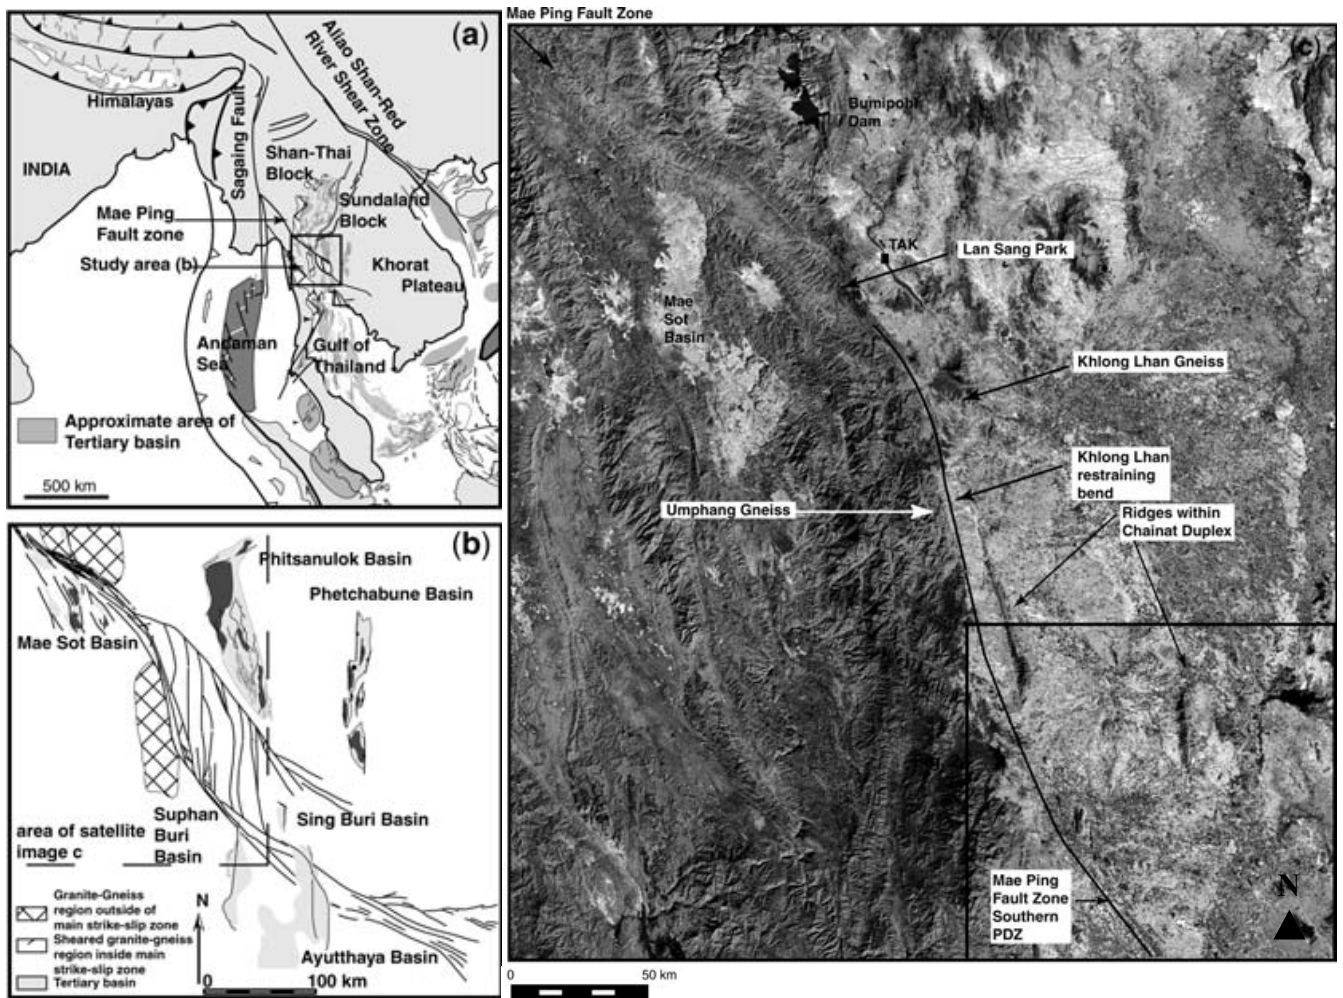 (a)
Himalayas
INDIA
Sagaing Fault
Aliao Shan-Red
River Shear Zone
Shan-Thai
Block
Sundaland
Block
Mae Ping
Fault zone
Study area (b)
Khorat
Plateau
Andaman
Sea
Gulf of
Thailand
Approximate area of
Tertiary basin
500 km
(b)
Phitsanulok Basin
Phetchabune Basin
Mae Sot Basin
Suphan
Buri
Basin
Sing Buri Basin
area of satellite
image c
Granite-Gneiss
region outside of
main strike-slip zone
Sheared granite-gneiss
region inside main
strike-slip zone
Tertiary basin
N
Ayutthaya Basin
0 100 km
Mae Ping Fault Zone
(c)
Bumipohl
Dam
TAK
Lan Sang Park
Mae
Sot
Basin
Khlong Lhan Gneiss
Khlong Lhan
restraining
bend
Umphang Gneiss
Ridges within
Chainat Duplex
Mae Ping
Fault Zone
Southern
PDZ
N
0 50 km